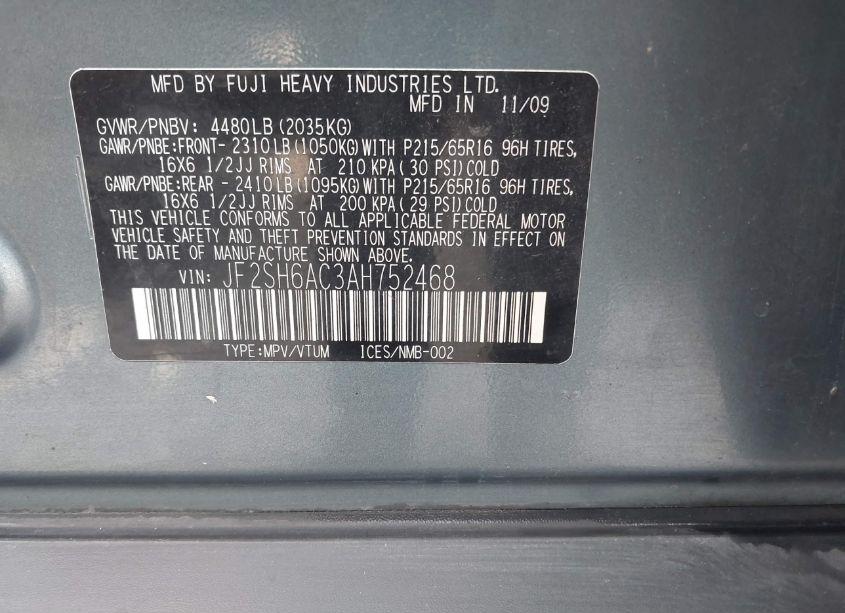 MFD BY FUJI HEAVY INDUSTRIES LTD.
MFD IN 11/09
GVWR/PNBV: 4480LB(2035KG)
GAWR/PNBE:FRONT- 2310LB(1050KG)WITH P215/65R16 96H TIRES,
16X6 1/2JJ RIMS AT 210 KPA(30 PSI)COLD
GAWR/PNBE:REAR - 2410LB(1095KG)WITH P215/65R16 96H TIRES,
16X6 1/2JJ RIMS AT 200 KPA(29 PSI)COLD
THIS VEHICLE CONFORMS TO ALL APPLICABLE FEDERAL MOTOR
VEHICLE SAFETY AND THEFT PREVENTION STANDARDS IN EFFECT ON
THE DATE OF MANUFACTURE SHOWN ABOVE.
VIN: JF2SH6AC3AH752468
TYPE:MPV/VTUM ICES/NMB-002